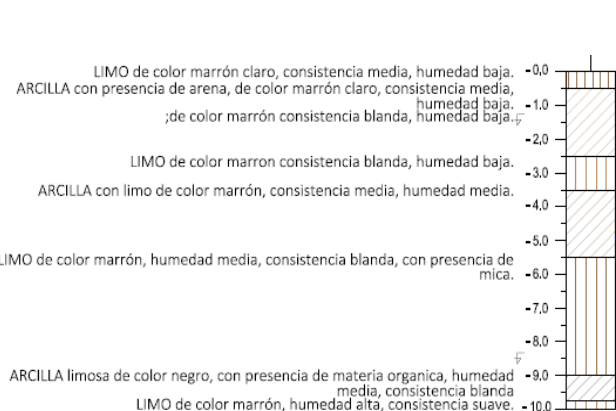 LIMO de color marrón claro, consistencia media, humedad baja.
-0,0
ARCILLA con presencia de arena, de color marrón claro, consistencia media,
humedad baja.
-1.0
;de color marrón consistencia blanda, humedad baja.
-2.0
LIMO de color marron consistencia blanda, humedad baja.
-3.0
ARCILLA con limo de color marrón, consistencia media, humedad media.
-4.0
-5.0
LIMO de color marrón, humedad media, consistencia blanda, con presencia de
mica.
-6.0
-7.0
-8.0
ARCILLA limosa de color negro, con presencia de materia organica, humedad
-9.0
media, consistencia blanda
LIMO de color marrón, humedad alta, consistencia suave.
-10.0